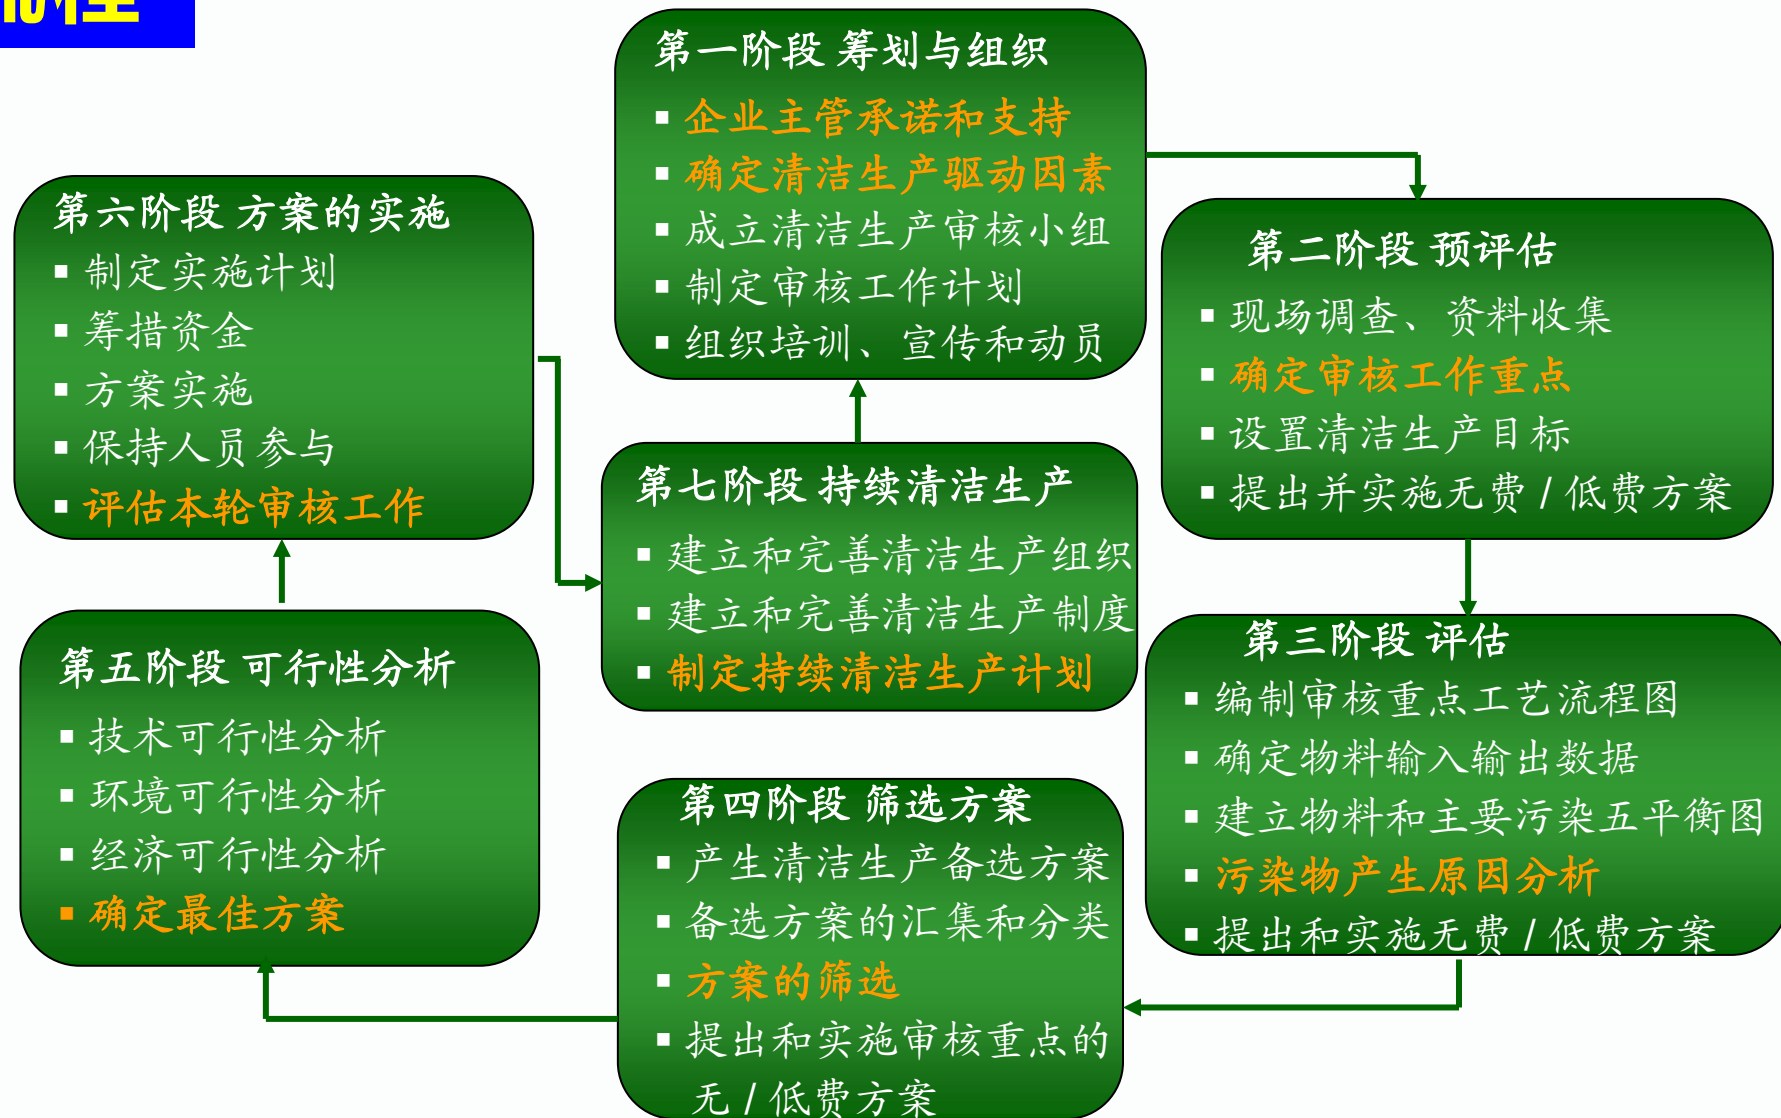 第一阶段 筹划与组织
▪ 企业主管承诺和支持
▪ 确定清洁生产驱动因素
▪ 成立清洁生产审核小组
▪ 制定审核工作计划
▪ 组织培训、宣传和动员
第二阶段 预评估
▪ 现场调查、资料收集
▪ 确定审核工作重点
▪ 设置清洁生产目标
▪ 提出并实施无费 / 低费方案
第三阶段 评估
▪ 编制审核重点工艺流程图
▪ 确定物料输入输出数据
▪ 建立物料和主要污染五平衡图
▪ 污染物产生原因分析
▪ 提出和实施无费 / 低费方案
第四阶段 筛选方案
▪ 产生清洁生产备选方案
▪ 备选方案的汇集和分类
▪ 方案的筛选
▪ 提出和实施审核重点的
无 / 低费方案
第五阶段 可行性分析
▪ 技术可行性分析
▪ 环境可行性分析
▪ 经济可行性分析
▪ 确定最佳方案
第六阶段 方案的实施
▪ 制定实施计划
▪ 筹措资金
▪ 方案实施
▪ 保持人员参与
▪ 评估本轮审核工作
第七阶段 持续清洁生产
▪ 建立和完善清洁生产组织
▪ 建立和完善清洁生产制度
▪ 制定持续清洁生产计划